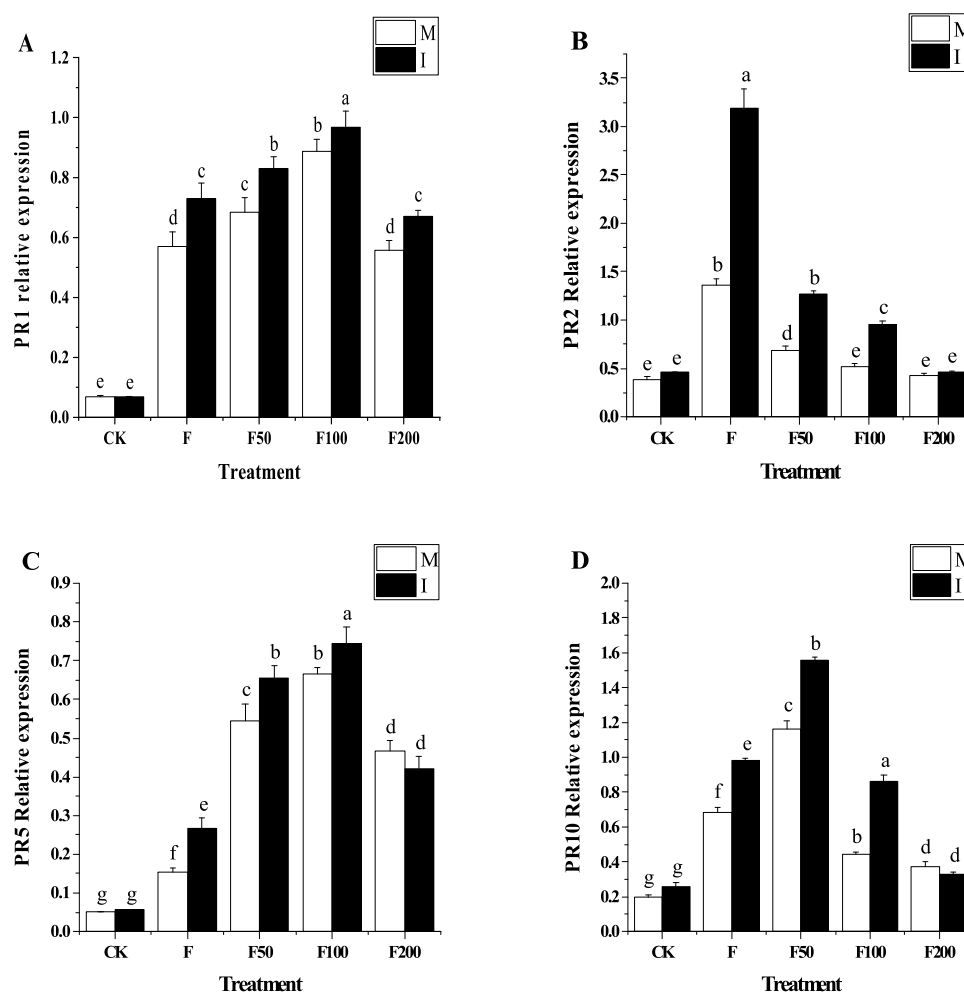 A
M
I
PR1 relative expression
1.2
1.0
0.8
0.6
0.4
0.2
0.0
e e d c c b b a d c
CK F F50 F100 F200
Treatment
B
M
I
PR2 Relative expression
3.5
3.0
2.5
2.0
1.5
1.0
0.5
0.0
e e b a d b e c e e
CK F F50 F100 F200
Treatment
C
M
I
PR5 Relative expression
0.9
0.8
0.7
0.6
0.5
0.4
0.3
0.2
0.1
0.0
g g f e c b b a d d
CK F F50 F100 F200
Treatment
D
M
I
PR10 Relative expression
2.0
1.8
1.6
1.4
1.2
1.0
0.8
0.6
0.4
0.2
0.0
g g f e c b b a d d
CK F F50 F100 F200
Treatment